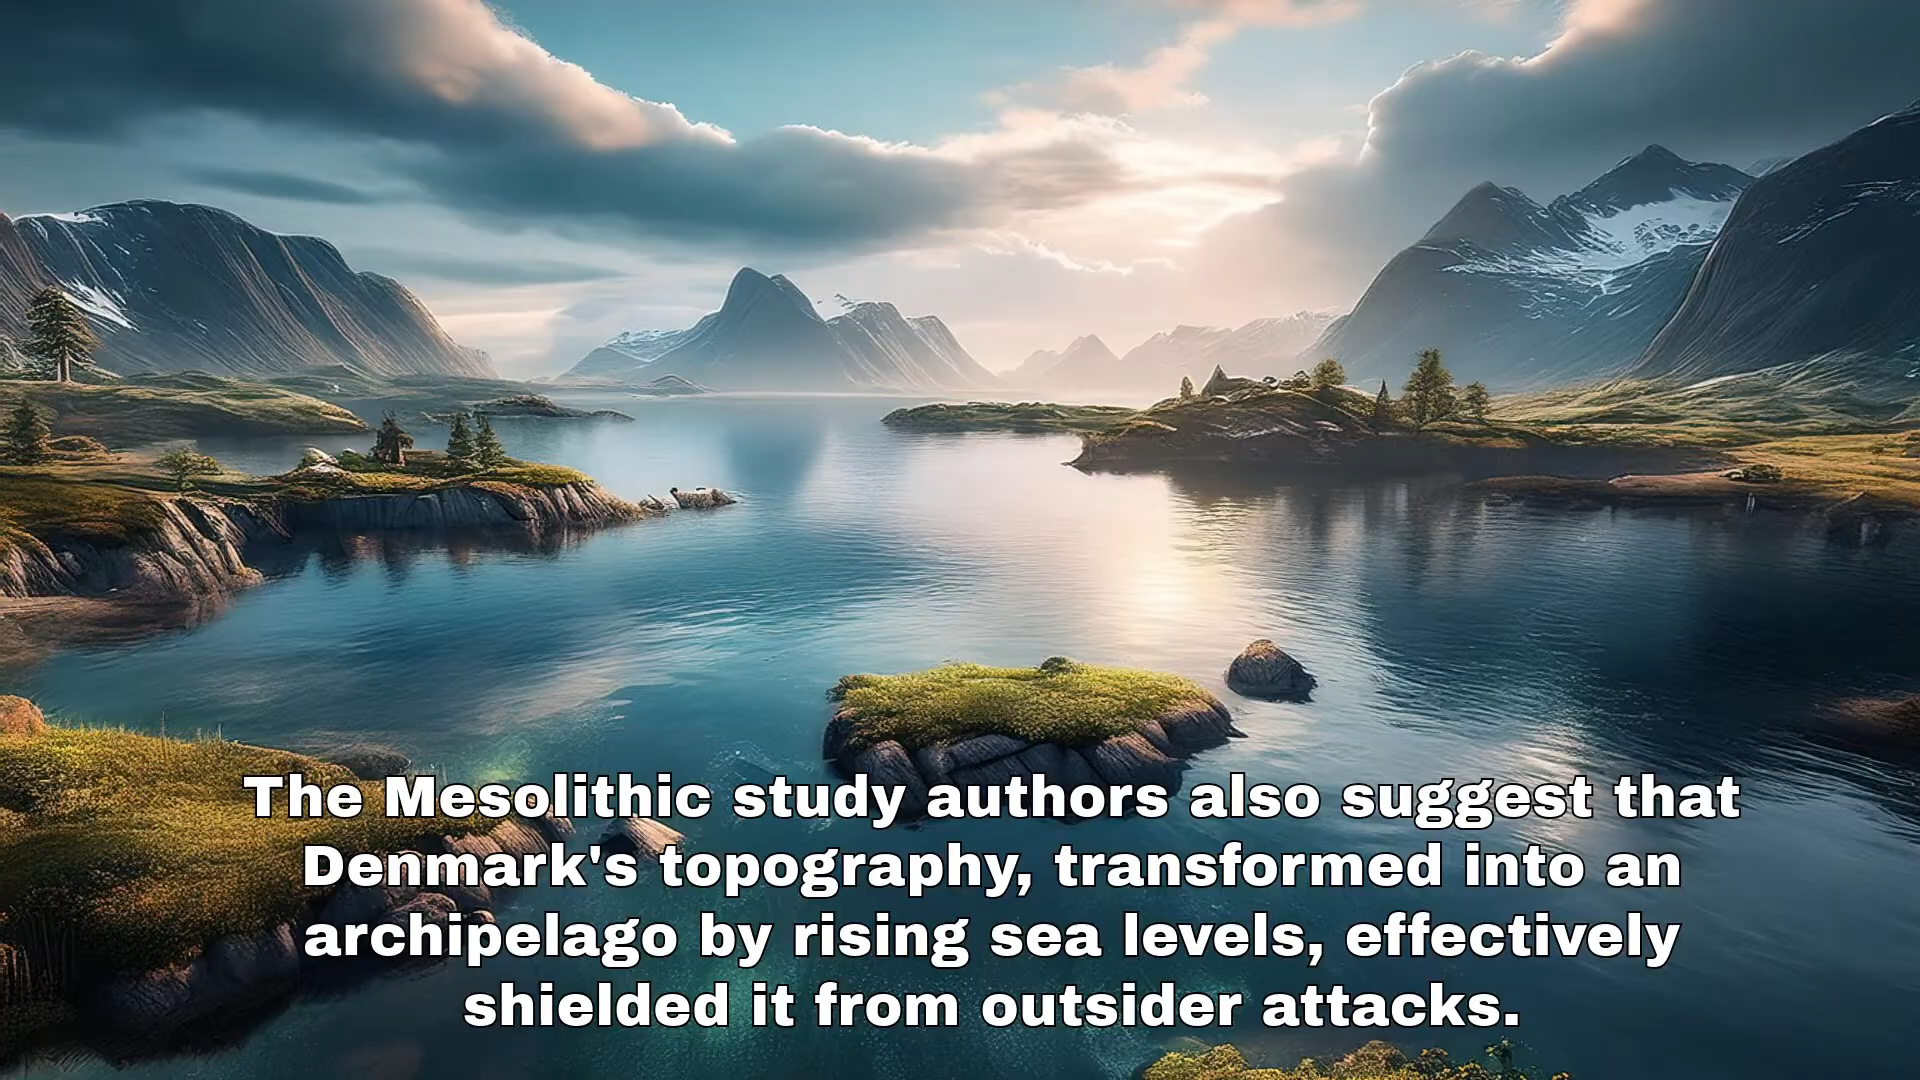 The Mesolithic study authors also suggest that
Denmark's topography, transformed into an
archipelago by rising sea levels, effectively
shielded it from outsider attacks.